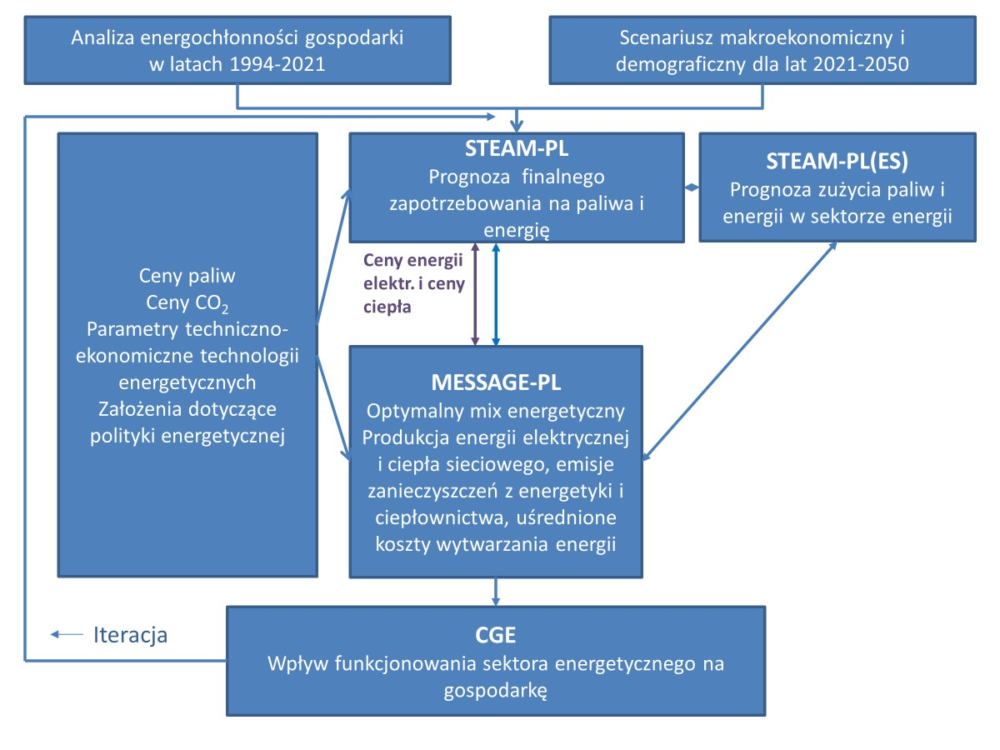 Analiza energochłonności gospodarki
w latach 1994-2021
Scenariusz makroekonomiczny i
demograficzny dla lat 2021-2050
STEAM-PL
Prognoza finalnego
zapotrzebowania na paliwa i
energię
STEAM-PL(ES)
Prognoza zużycia paliw i
energii w sektorze energii
Ceny paliw
Ceny CO₂
Parametry techniczno-
ekonomiczne technologii
energetycznych
Założenia dotyczące
polityki energetycznej
Ceny energii
elektr. i ceny
ciepła
MESSAGE-PL
Optymalny mix energetyczny
Produkcja energii elektrycznej
i ciepła sieciowego, emisje
zanieczyszczeń z energetyki i
ciepłownictwa, uśrednione
koszty wytwarzania energii
Iteracja
CGE
Wpływ funkcjonowania sektora energetycznego na
gospodarkę